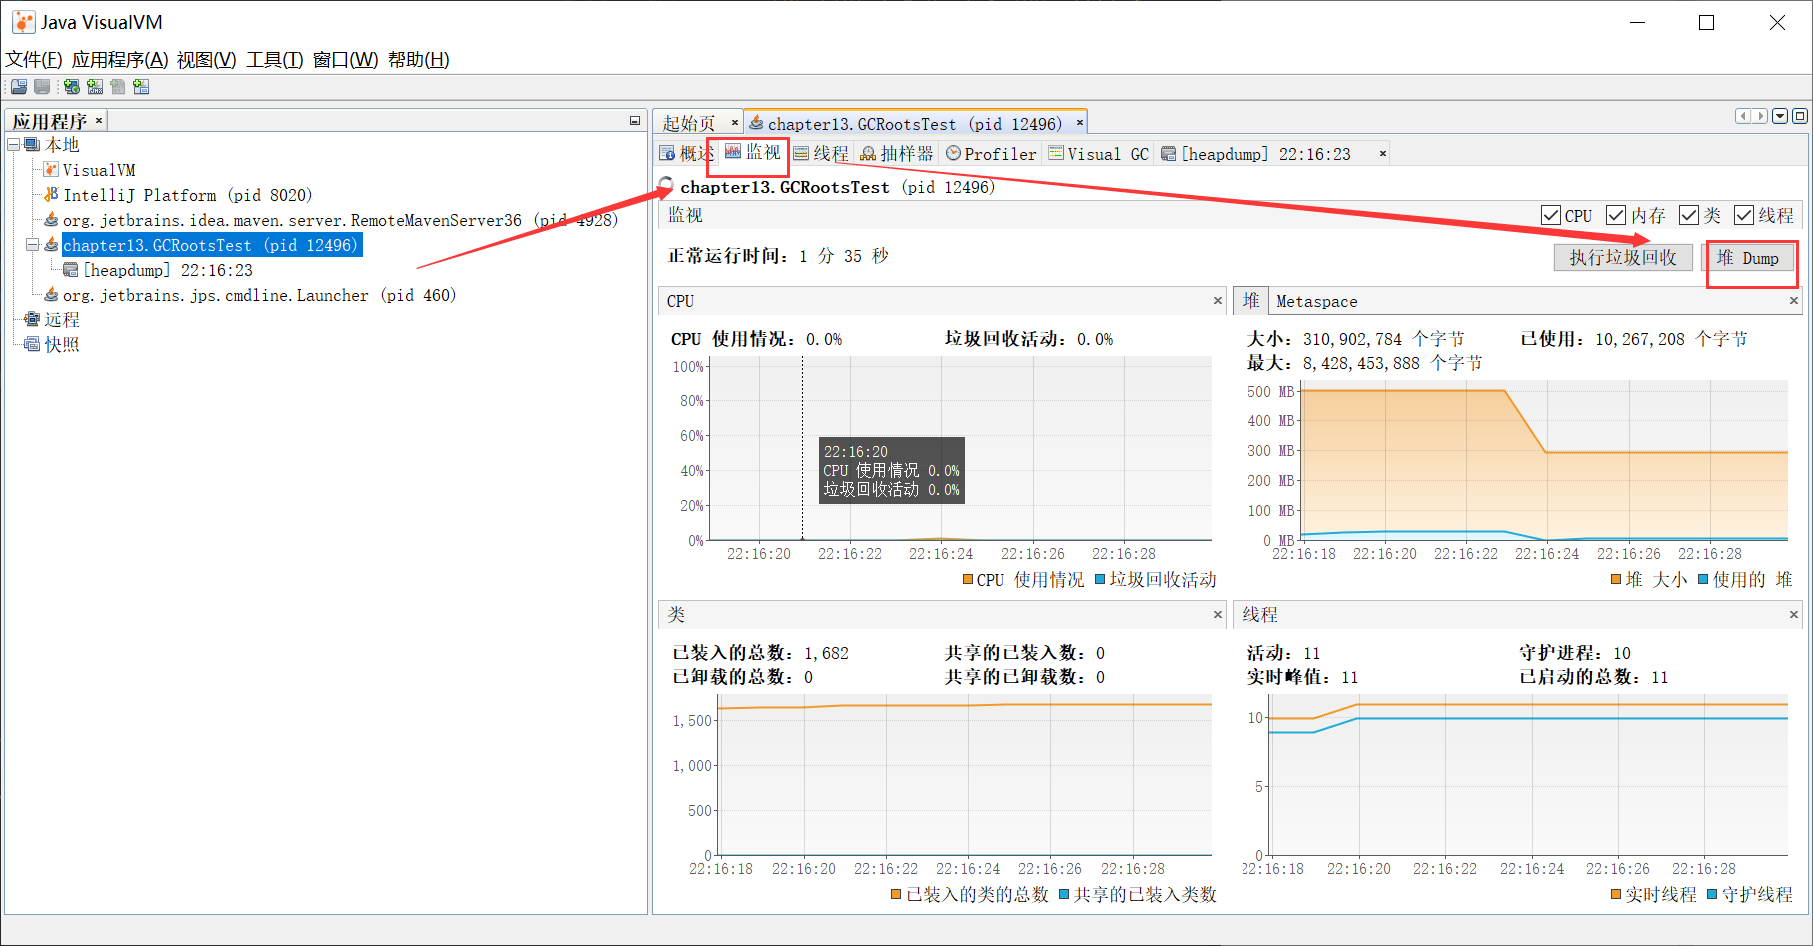 Java VisualVM
文件(F) 应用程序(A) 视图(V) 工具(T) 窗口(W) 帮助(H)
应用程序
本地
VisualVM
IntelliJ Platform (pid 8020)
org.jetbrains.idea.maven.server.RemoteMavenServer36 (pid 4928)
chapter13.GCRootsTest (pid 12496)
[heapdump] 22:16:23
org.jetbrains.jps.cmdline.Launcher (pid 460)
远程
快照
起始页 chapter13.GCRootsTest (pid 12496)
概述 监视 线程 抽样器 Profiler Visual GC [heapdump] 22:16:23
chapter13.GCRootsTest (pid 12496)
监视 CPU 内存 类 线程
正常运行时间：1 分 35 秒 执行垃圾回收 堆 Dump
CPU
CPU 使用情况：0.0% 垃圾回收活动：0.0%
100%
80%
60%
40%
20%
0%
22:16:20
CPU 使用情况 0.0%
垃圾回收活动 0.0%
22:16:20 22:16:22 22:16:24 22:16:26 22:16:28
CPU 使用情况 垃圾回收活动
堆 Metaspace
大小：310,902,784 个字节 已使用：10,267,208 个字节
最大：8,428,453,888 个字节
500 MB
400 MB
300 MB
200 MB
100 MB
0 MB
22:16:18 22:16:20 22:16:22 22:16:24 22:16:26 22:16:28
堆 大小 使用的 堆
类
已装入的总数：1,682 共享的已装入数：0
已卸载的总数：0 共享的已卸载数：0
1,500
1,000
500
0
22:16:18 22:16:20 22:16:22 22:16:24 22:16:26 22:16:28
已装入的类的总数 共享的已装入类数
线程
活动：11 守护进程：10
实时峰值：11 已启动的总数：11
10
5
0
22:16:18 22:16:20 22:16:22 22:16:24 22:16:26 22:16:28
实时线程 守护线程